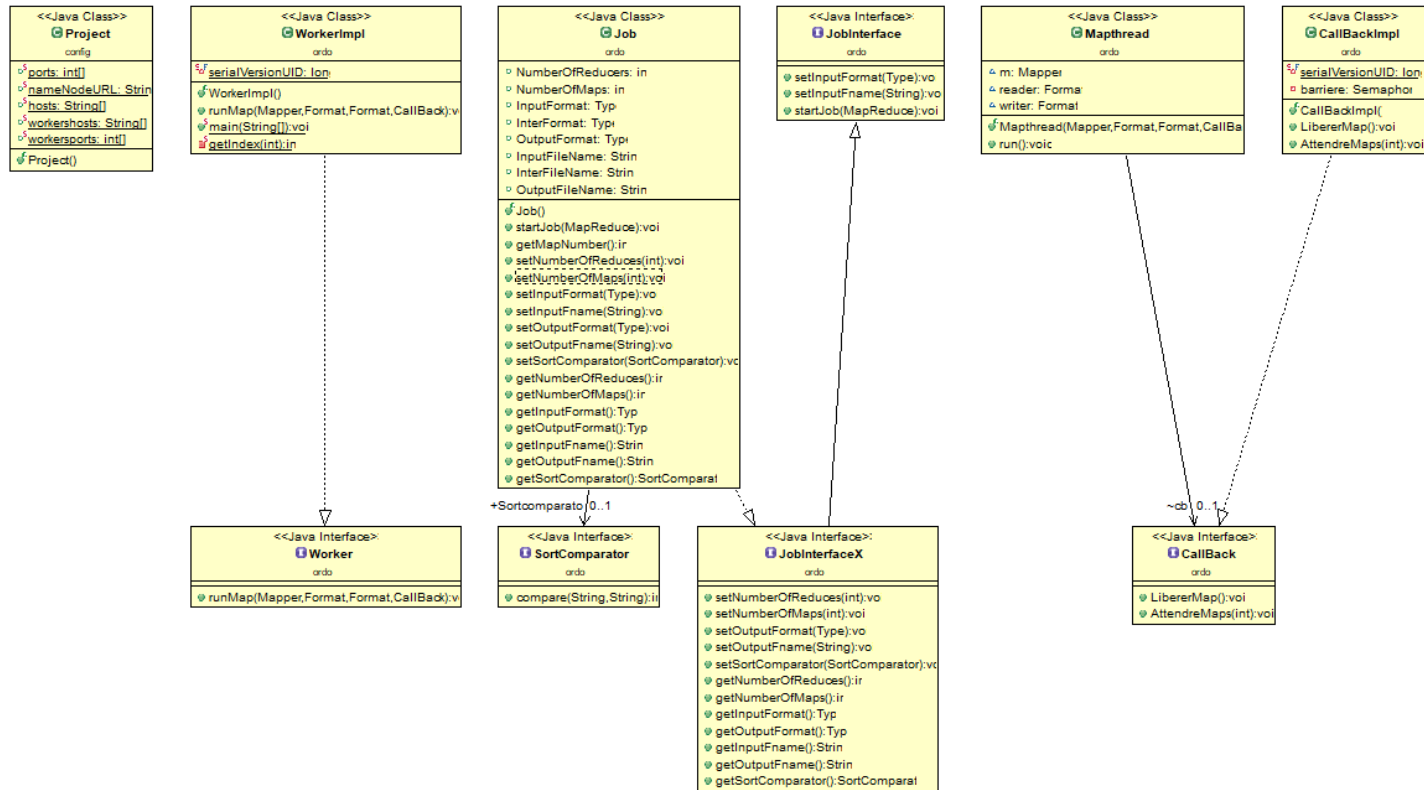 <<Java Class>>
Project
config
ports: int[]
nameNodeURL: Strin
hosts: String[]
workershosts: String[]
workersports: int[]
Project()
<<Java Class>>
WorkerImpl
ordo
serialVersionUID: long
WorkerImpl()
runMap(Mapper,Format,Format,CallBack):v
main(String[]):voi
getIndex(int):in
<<Java Class>>
Job
ordo
NumberOfReducers: in
NumberOfMaps: in
InputFormat: Type
InterFormat: Type
OutputFormat: Type
InputFileName: Strin
InterFileName: Strin
OutputFileName: Strin
Job()
startJob(MapReduce):voi
getMapNumber():ir
setNumberOfReduces(int):voi
setNumberOfMaps(int):voi
setInputFormat(Type):vo
setInputFname(String):vo
setOutputFormat(Type):voi
setOutputFname(String):vo
setSortComparator(SortComparator):vo
getNumberOfReduces():ir
getNumberOfMaps():ir
getInputFormat():Typ
getOutputFormat():Typ
getInputFname():Strin
getOutputFname():Strin
getSortComparator():SortComparat
<<Java Interface>>
JobInterface
ordo
setInputFormat(Type):vo
setInputFname(String):vo
startJob(MapReduce):voi
<<Java Class>>
Mapthread
ordo
m: Mapper
reader: Format
writer: Format
Mapthread(Mapper,Format,Format,CallBa
run():void
<<Java Class>>
CallBackImpl
ordo
serialVersionUID: long
barriere: Semaphor
CallBackImpl(
LibererMap():voi
AttendreMaps(int):voi
+Sortcomparato 0..1
~cb 0..1
<<Java Interface>>
Worker
ordo
runMap(Mapper,Format,Format,CallBack):v
<<Java Interface>>
SortComparator
ordo
compare(String,String):i
<<Java Interface>>
JobInterfaceX
ordo
setNumberOfReduces(int):vo
setNumberOfMaps(int):voi
setOutputFormat(Type):vo
setOutputFname(String):vo
setSortComparator(SortComparator):vo
getNumberOfReduces():ir
getNumberOfMaps():ir
getInputFormat():Typ
getOutputFormat():Typ
getInputFname():Strin
getOutputFname():Strin
getSortComparator():SortComparat
<<Java Interface>>
CallBack
ordo
LibererMap():voi
AttendreMaps(int):voi